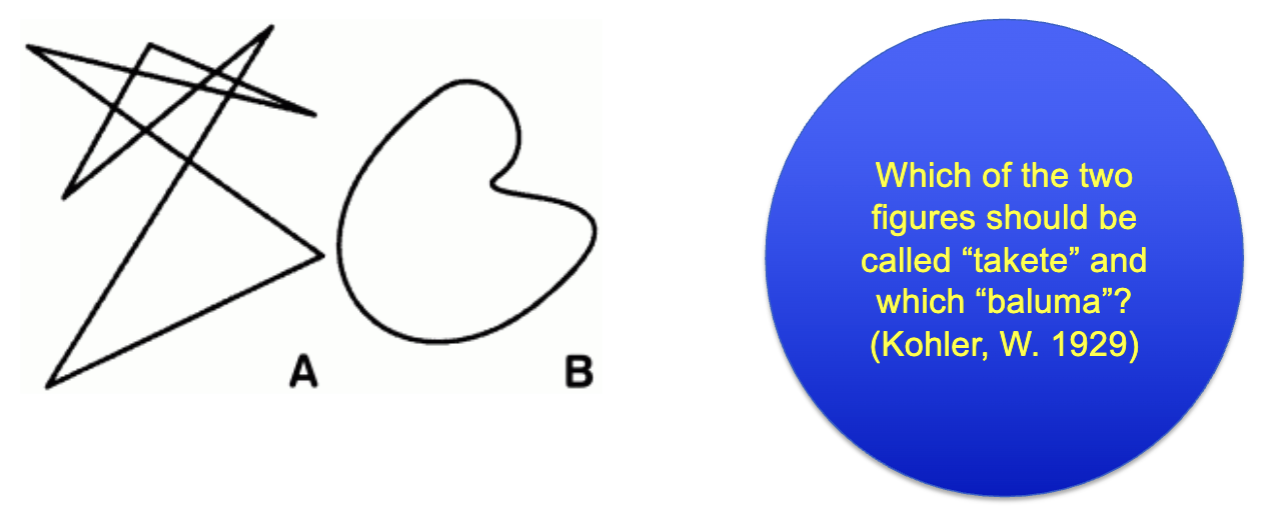 A
B
Which of the two
figures should be
called “takete” and
which “baluma”?
(Kohler, W. 1929)